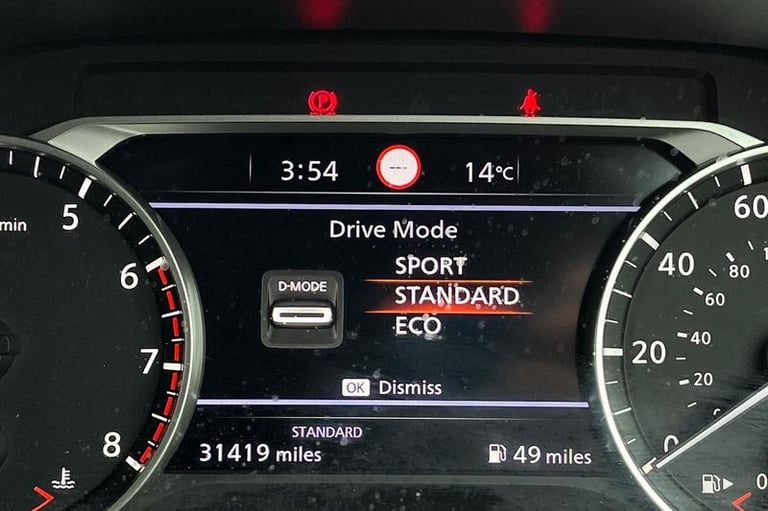 P
3:54 --- 14°C
Drive Mode
D-MODE
SPORT
STANDARD
ECO
OK Dismiss
STANDARD
31419 miles
49 miles
min
5
6
7
8
60
40
20
0
80
60
40
20
0